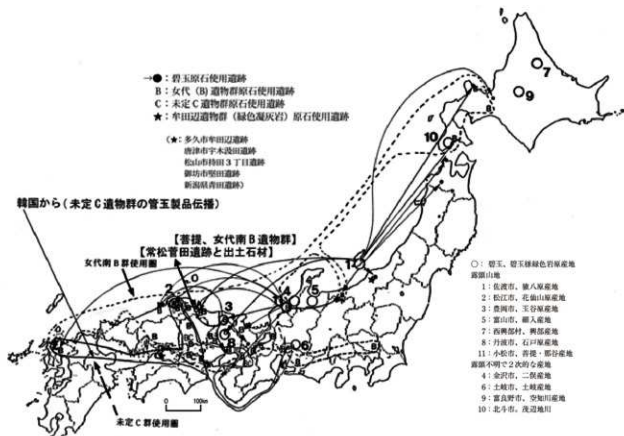 →●：碧玉原石使用遺跡
B：女代（B）遺物群原石使用遺跡
C：未定C遺物群原石使用遺跡
★：牟田辺遺物群（緑色凝灰岩）原石使用遺跡
（★：多久市牟田辺遺跡
唐津市宇木汲田遺跡
松山市持田３丁目遺跡
御坊市堅田遺跡
新潟県青田遺跡）
韓国から（未定C遺物群の管玉製品伝播）
【菩提、女代南B遺物群】
【常松菅田遺跡と出土石材】
女代南B群使用圏
未定C群使用圏
0 100km
7
9
10
1
2
3
4
5
6
8
○：碧玉、碧玉様緑色岩原産地
露頭山地
1：佐渡市、猿八原産地
2：松江市、花仙山原産地
3：豊岡市、玉谷原産地
5：富山市、細入産地
7：西興部村、興部産地
8：丹波市、石戸原産地
11：小松市、菩提・那谷産地
露頭不明で２次的な産地
4：金沢市、二俣産地
6：土岐市、土岐産地
9：富良野市、空知川産地
10：北斗市、茂辺地川